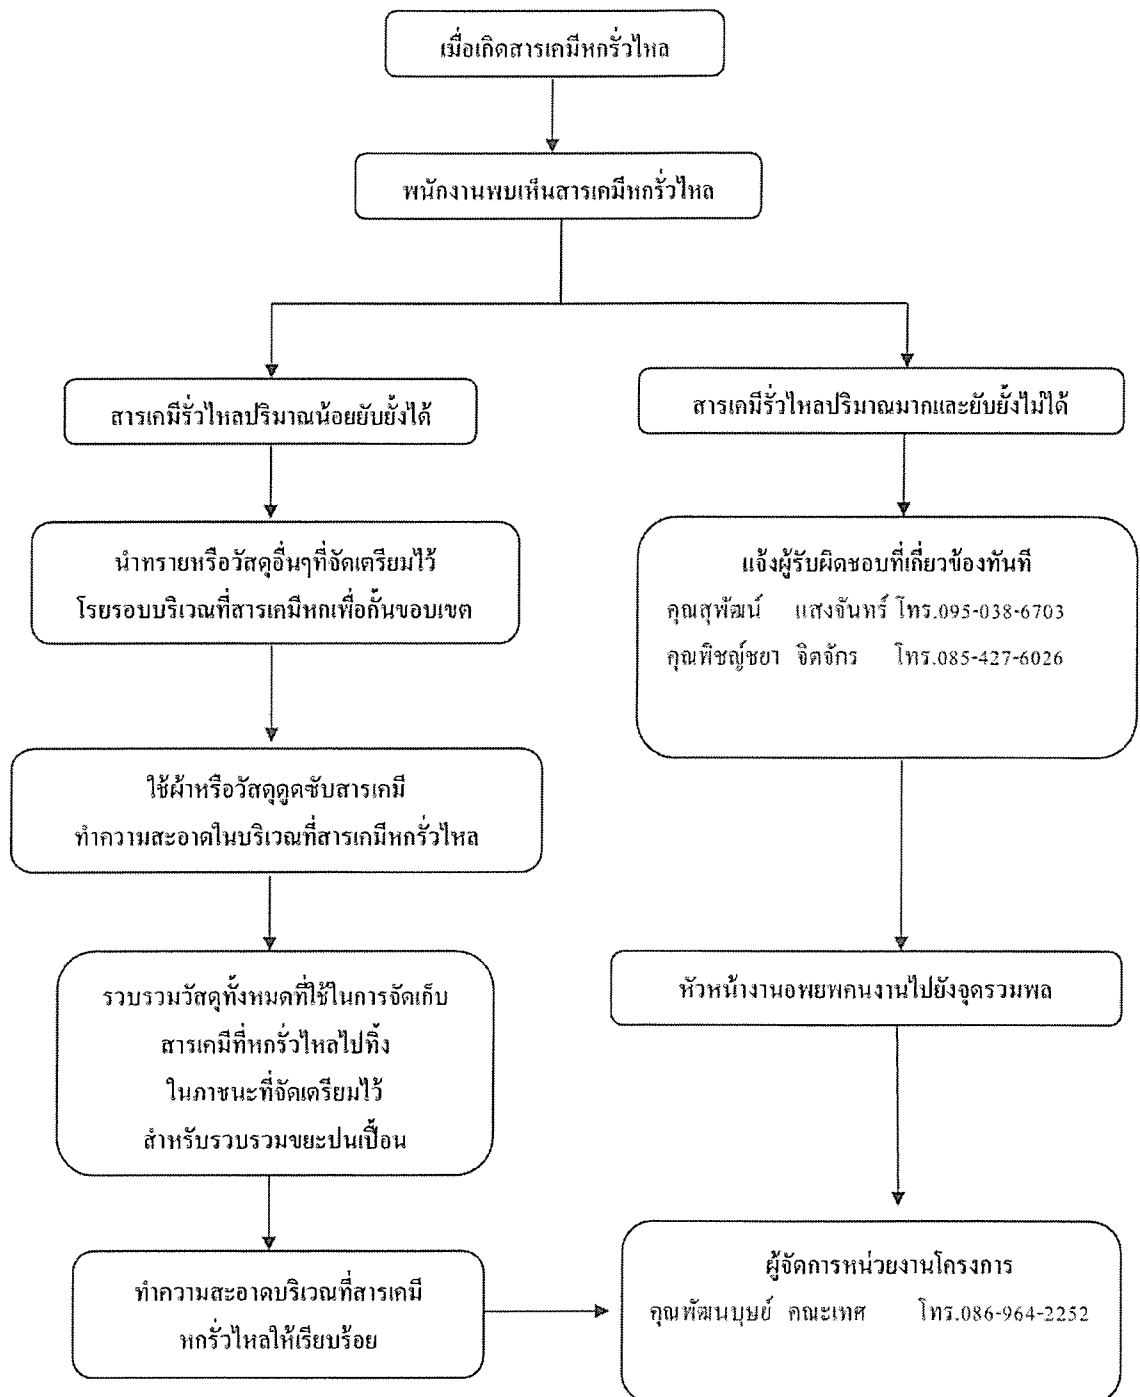 เมื่อเกิดสารเคมีหกรั่วไหล
พนักงานพบเห็นสารเคมีหกรั่วไหล
สารเคมีรั่วไหลปริมาณน้อยยับยั้งได้
นำทรายหรือวัสดุอื่นๆที่จัดเตรียมไว้
โรยรอบบริเวณที่สารเคมีหกเพื่อกั้นขอบเขต
ใช้ผ้าหรือวัสดุดูดซับสารเคมี
ทำความสะอาดในบริเวณที่สารเคมีหกรั่วไหล
รวบรวมวัสดุทั้งหมดที่ใช้ในการจัดเก็บ
สารเคมีที่หกรั่วไหลไปทิ้ง
ในภาชนะที่จัดเตรียมไว้
สำหรับรวบรวมขยะปนเปื้อน
ทำความสะอาดบริเวณที่สารเคมี
หกรั่วไหลให้เรียบร้อย
สารเคมีรั่วไหลปริมาณมากและยับยั้งไม่ได้
แจ้งผู้รับผิดชอบที่เกี่ยวข้องทันที
คุณสุพัฒน์ แสงจันทร์ โทร.095-038-6703
คุณพิชญ์ชยา จิตจักร โทร.085-427-6026
หัวหน้างานอพยพคนงานไปยังจุดรวมพล
ผู้จัดการหน่วยงานโครงการ
คุณพัฒนบุษย์ คณะเทศ โทร.086-964-2252